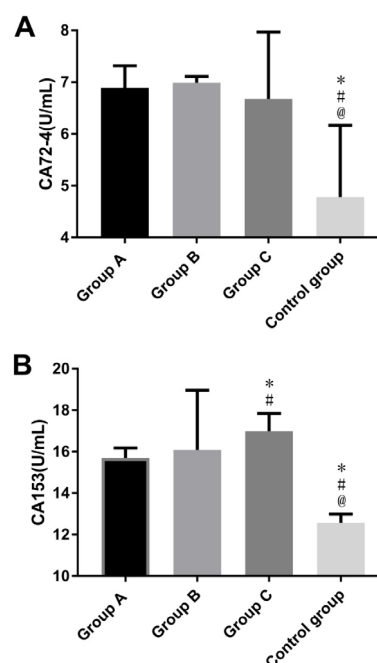 A
CA72-4(U/mL)
8
7
6
5
4
*
#
@
Group A
Group B
Group C
Control group
B
CA153(U/mL)
20
18
16
14
12
10
*
#
*
#
@
Group A
Group B
Group C
Control group